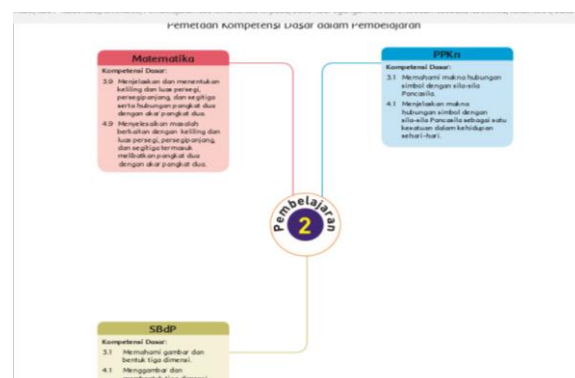 Pemetaan Kompetensi Dasar dalam Pembelajaran
Matematika
Kompetensi Dasar:
3.9 Menjelaskan dan menentukan
keliling dan luas persegi,
persegipanjang, dan segitiga
serta hubungan pangkat dua
dengan akar pangkat dua.
4.9 Menyelesaikan masalah
berkaitan dengan keliling dan
luas persegi, persegipanjang,
dan segitiga termasuk
melibatkan pangkat dua
dengan akar pangkat dua.
PPKn
Kompetensi Dasar:
3.1 Memahami makna hubungan
simbol dengan sila-sila
Pancasila.
4.1 Menjelaskan makna
hubungan simbol dengan
sila-sila Pancasila sebagai satu
kesatuan dalam kehidupan
sehari-hari.
Pembelajaran
2
SBdP
Kompetensi Dasar:
3.1 Memahami gambar dan
bentuk tiga dimensi.
4.1 Menggambar dan
membentuk tiga dimensi.